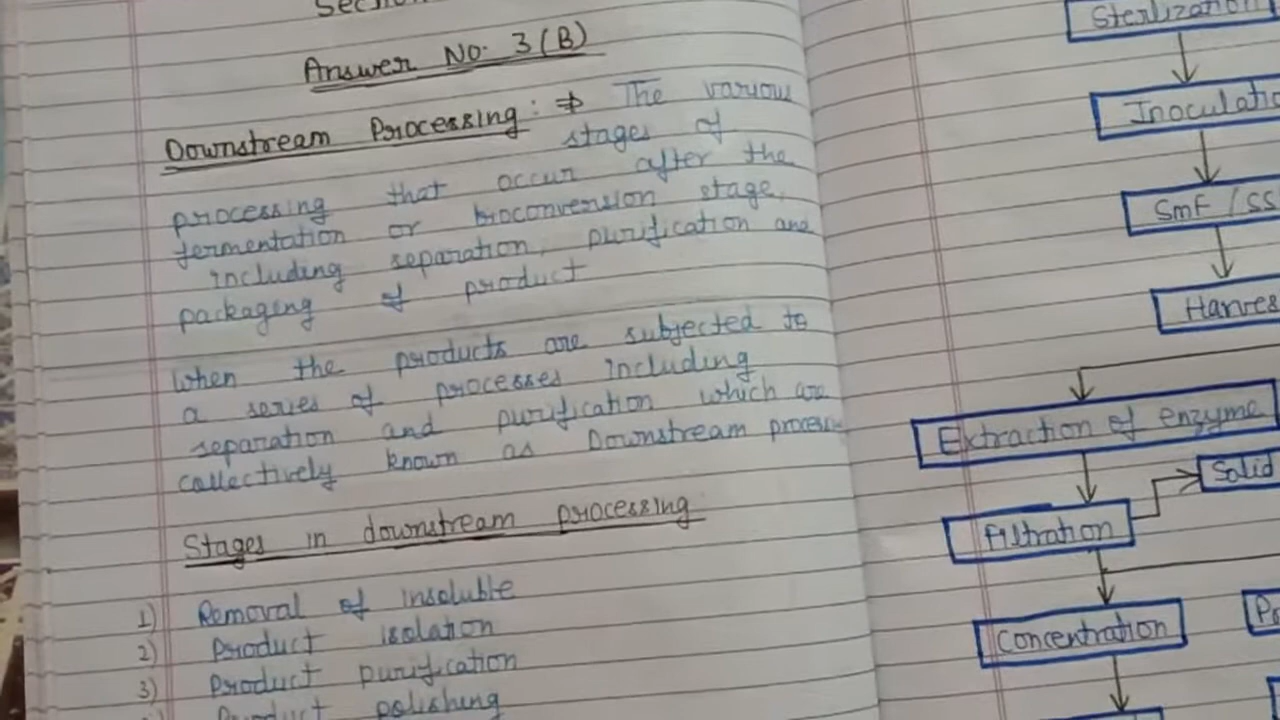 Answer No. 3 (B)
Downstream Processing : ⇒ The various
stages of
processing that occur after the
fermentation or bioconversion stage,
including separation, purification and
packaging of product
When the products are subjected to
a series of processes including
separation and purification which are
collectively known as Downstream
Stages in downstream processing
1) Removal of insoluble
2) Product isolation
3) Product purification
Product polishing
Sterlization
Inoculatio
SmF / SS
Harves
Extraction of enzyme
Solid
filtration
Concentration